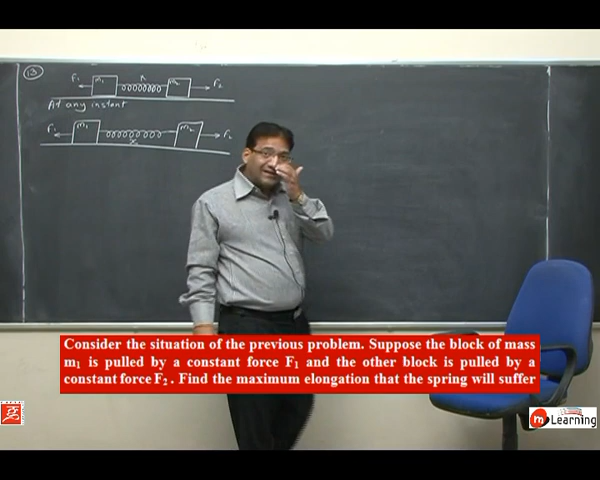 13
F₁ m₁ k m₂ F₂
At any instant
F₁ m₁ x m₂ F₂
Consider the situation of the previous problem. Suppose the block of mass
m₁ is pulled by a constant force F₁ and the other block is pulled by a
constant force F₂ . Find the maximum elongation that the spring will suffer
m Learning